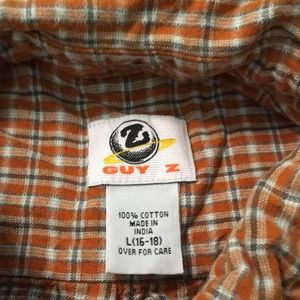 Z
GUY Z
100% COTTON
MADE IN
INDIA
L(16-18)
OVER FOR CARE